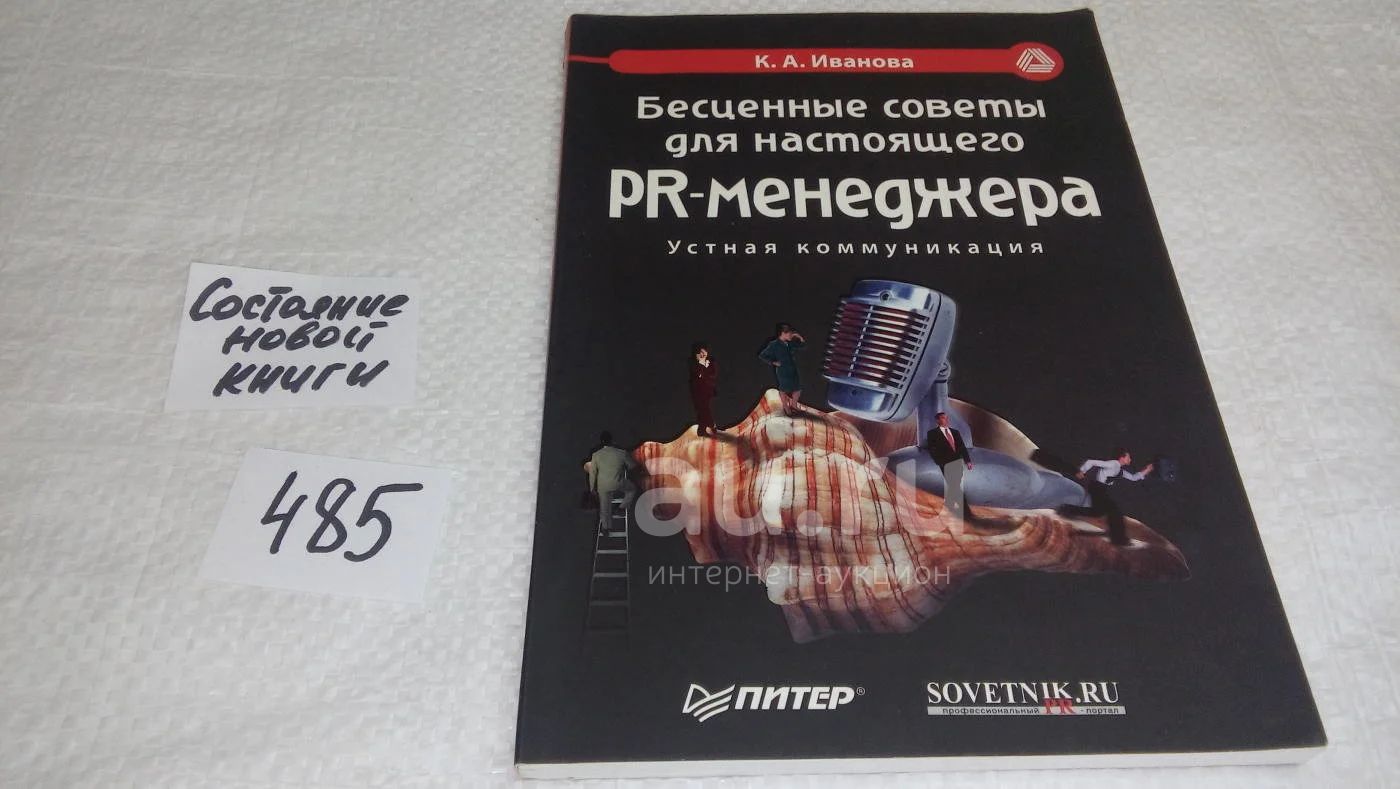 К. А. Иванова
Бесценные советы
для настоящего
PR-менеджера
Устная коммуникация
Состояние
новой
книги
485
au.ru
интернет-аукцион
ПИТЕР®
SOVETNIK.RU
профессиональный PR - портал